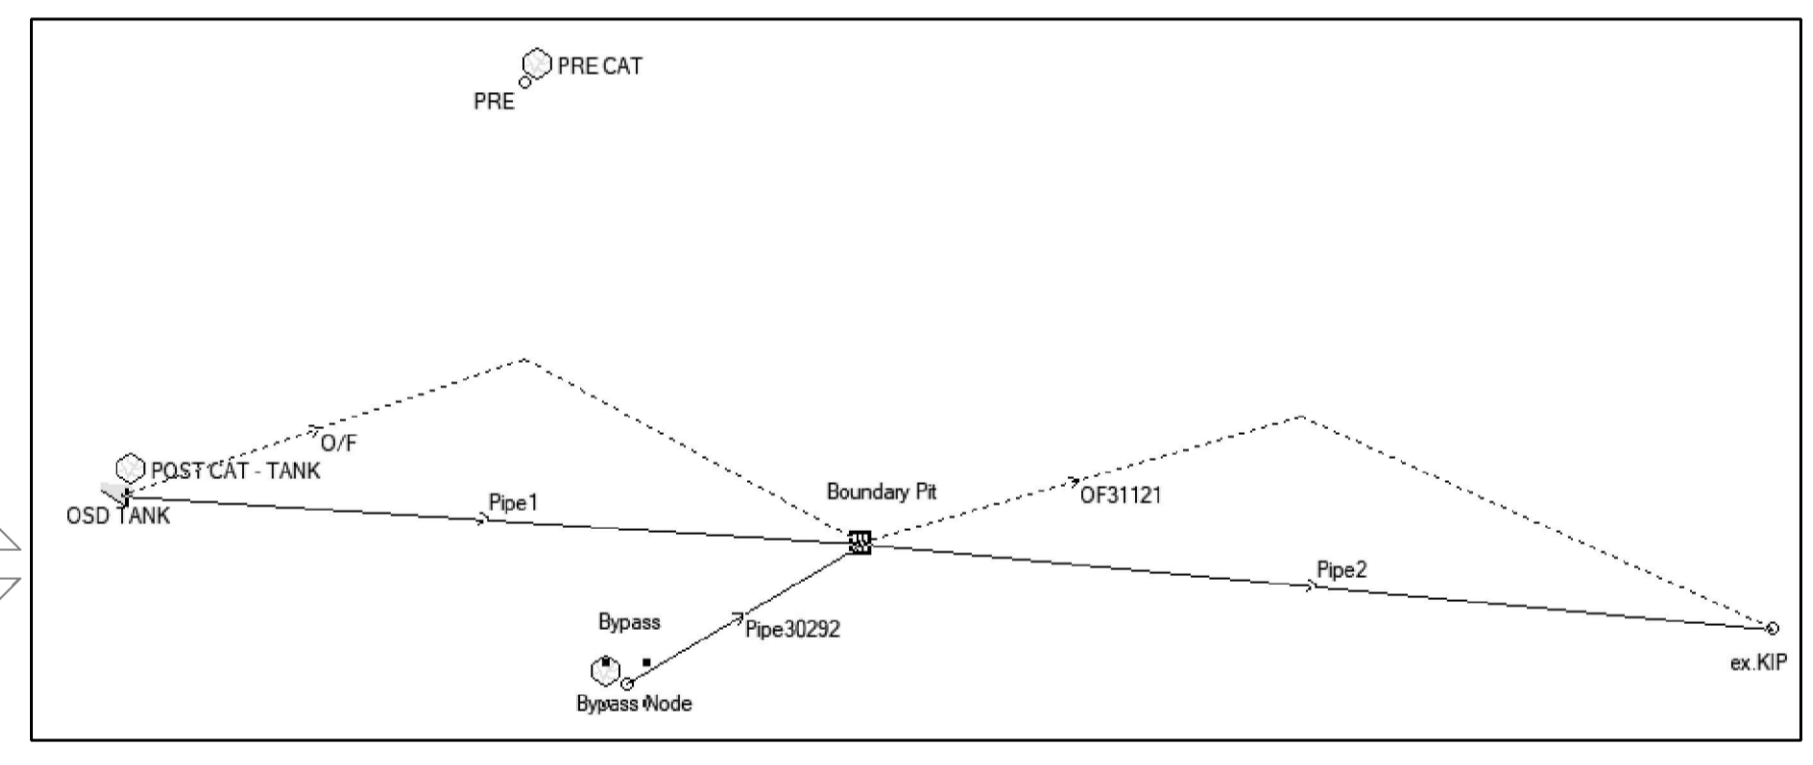 PRE CAT
PRE
O/F
POST CAT - TANK
OSD TANK
Pipe1
Boundary Pit
OF31121
Pipe2
Bypass
Pipe30292
ex.KIP
Bypass Node